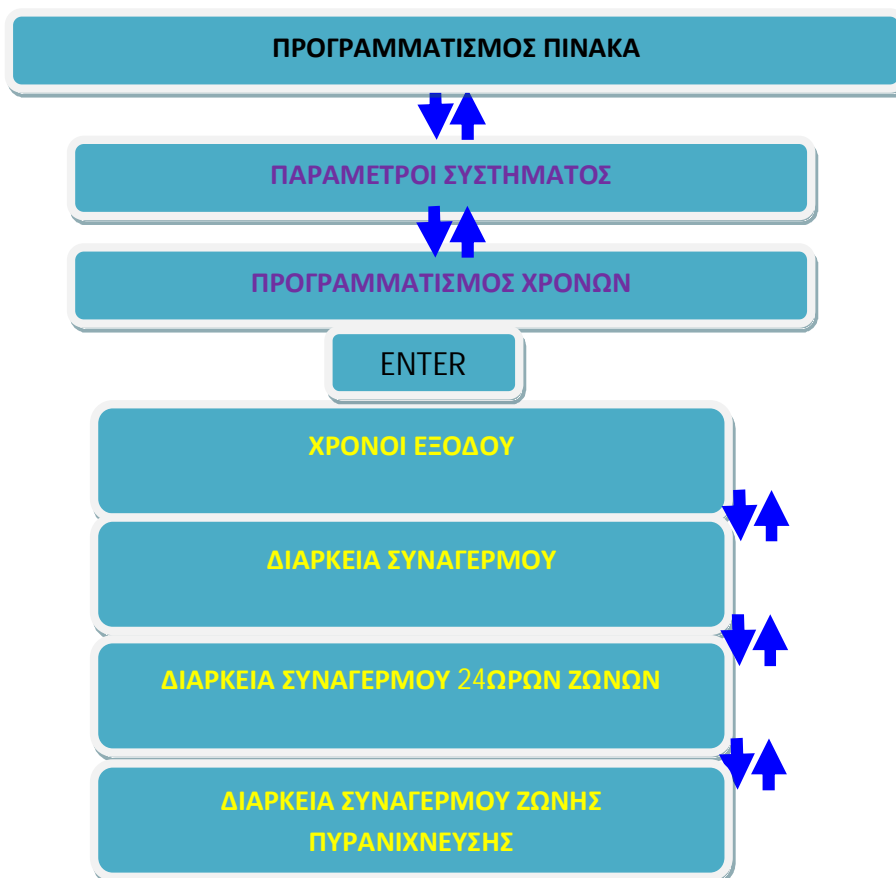 ΠΡΟΓΡΑΜΜΑΤΙΣΜΟΣ ΠΙΝΑΚΑ
ΠΑΡΑΜΕΤΡΟΙ ΣΥΣΤΗΜΑΤΟΣ
ΠΡΟΓΡΑΜΜΑΤΙΣΜΟΣ ΧΡΟΝΩΝ
ENTER
ΧΡΟΝΟΙ ΕΞΟΔΟΥ
ΔΙΑΡΚΕΙΑ ΣΥΝΑΓΕΡΜΟΥ
ΔΙΑΡΚΕΙΑ ΣΥΝΑΓΕΡΜΟΥ 24ΩΡΩΝ ΖΩΝΩΝ
ΔΙΑΡΚΕΙΑ ΣΥΝΑΓΕΡΜΟΥ ΖΩΝΗΣ
ΠΥΡΑΝΙΧΝΕΥΣΗΣ